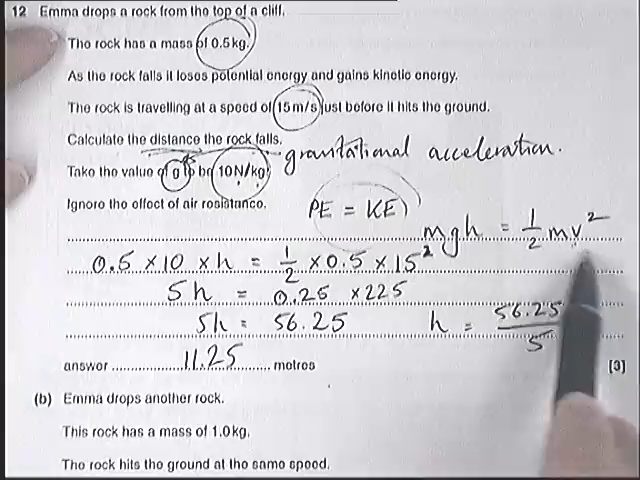 12 Emma drops a rock from the top of a cliff.
The rock has a mass of 0.5 kg.
As the rock falls it loses potential energy and gains kinetic energy.
The rock is travelling at a speed of 15 m/s just before it hits the ground.
Calculate the distance the rock falls.
gravitational acceleration.
Take the value of g to be 10 N/kg.
Ignore the effect of air resistance.
PE = KE
mgh = 1/2 mv²
0.5 × 10 × h = 1/2 × 0.5 × 15²
5h = 0.25 × 225
5h = 56.25 h = 56.25/5
answer 11.25 metres [3]
(b) Emma drops another rock.
This rock has a mass of 1.0 kg.
The rock hits the ground at the same speed.